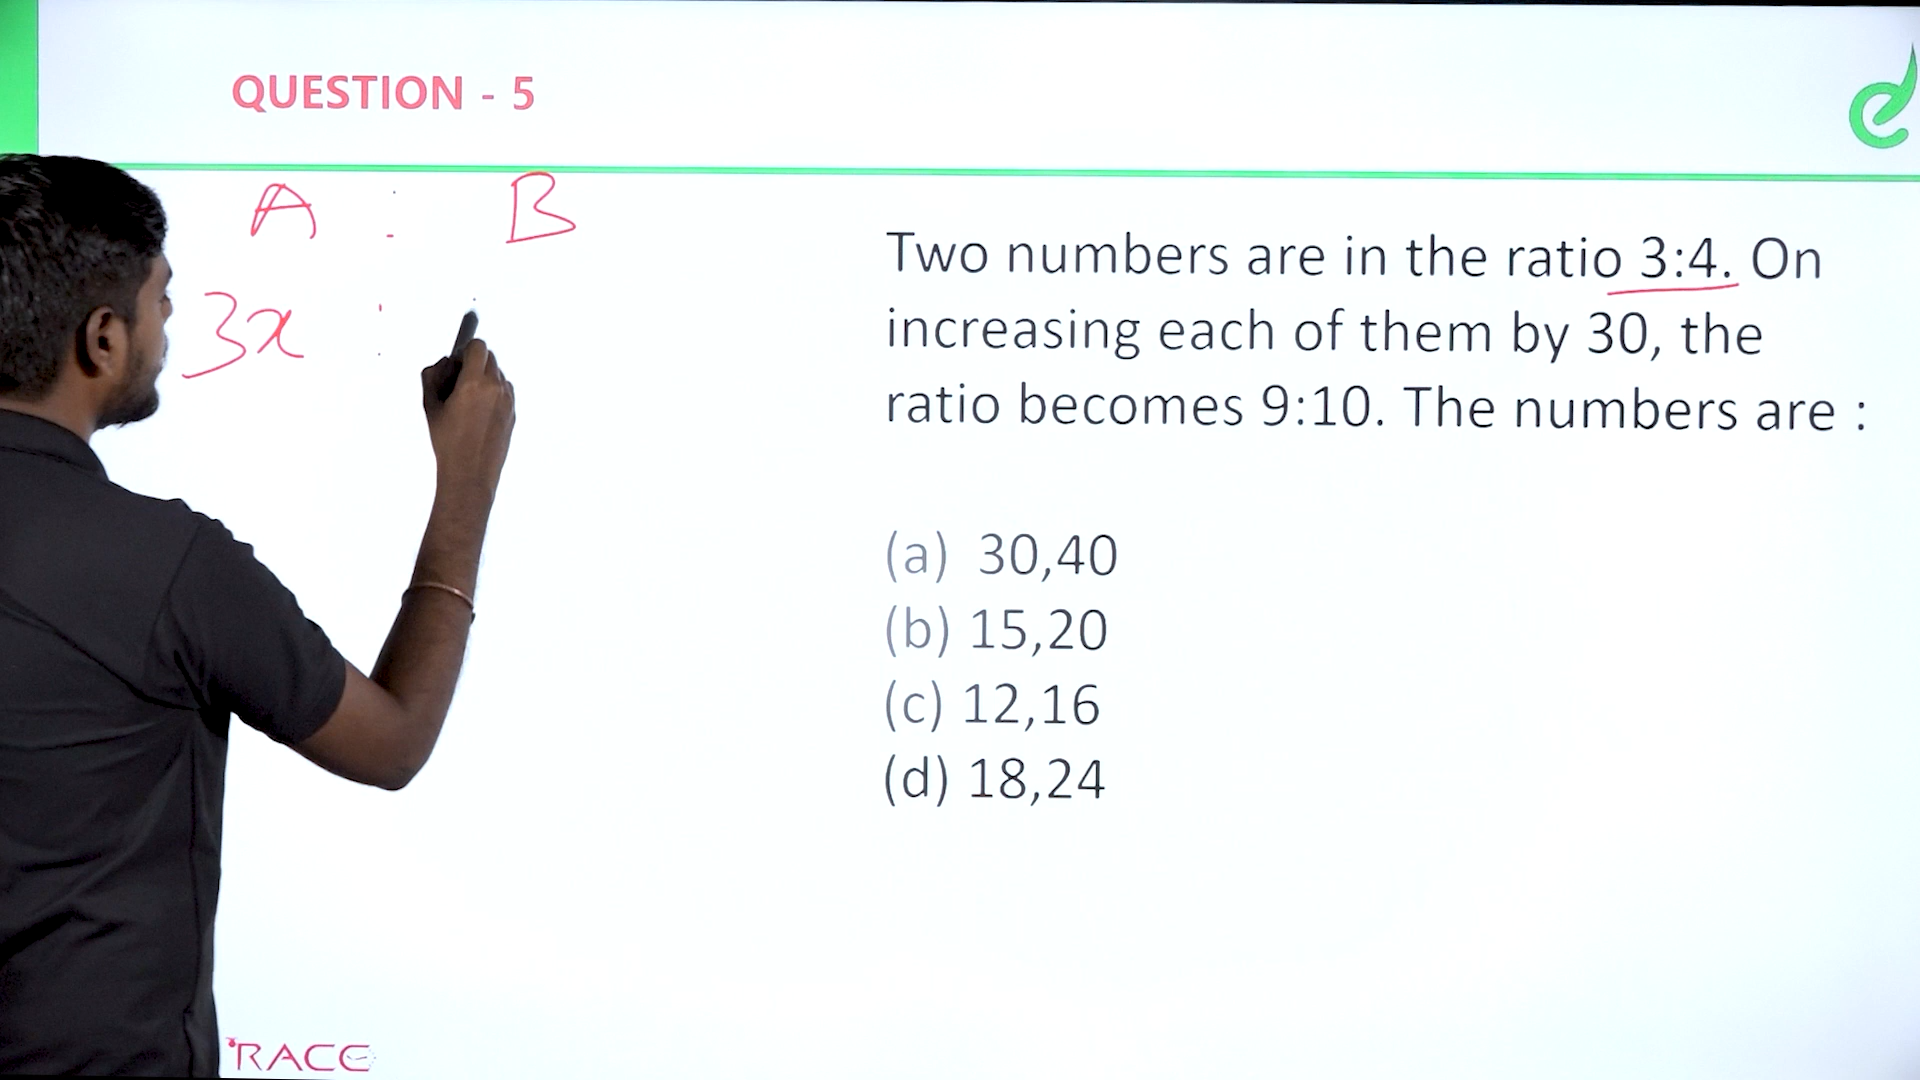 QUESTION - 5
A : B
3x :
Two numbers are in the ratio 3:4. On
increasing each of them by 30, the
ratio becomes 9:10. The numbers are :
(a) 30,40
(b) 15,20
(c) 12,16
(d) 18,24
RACE